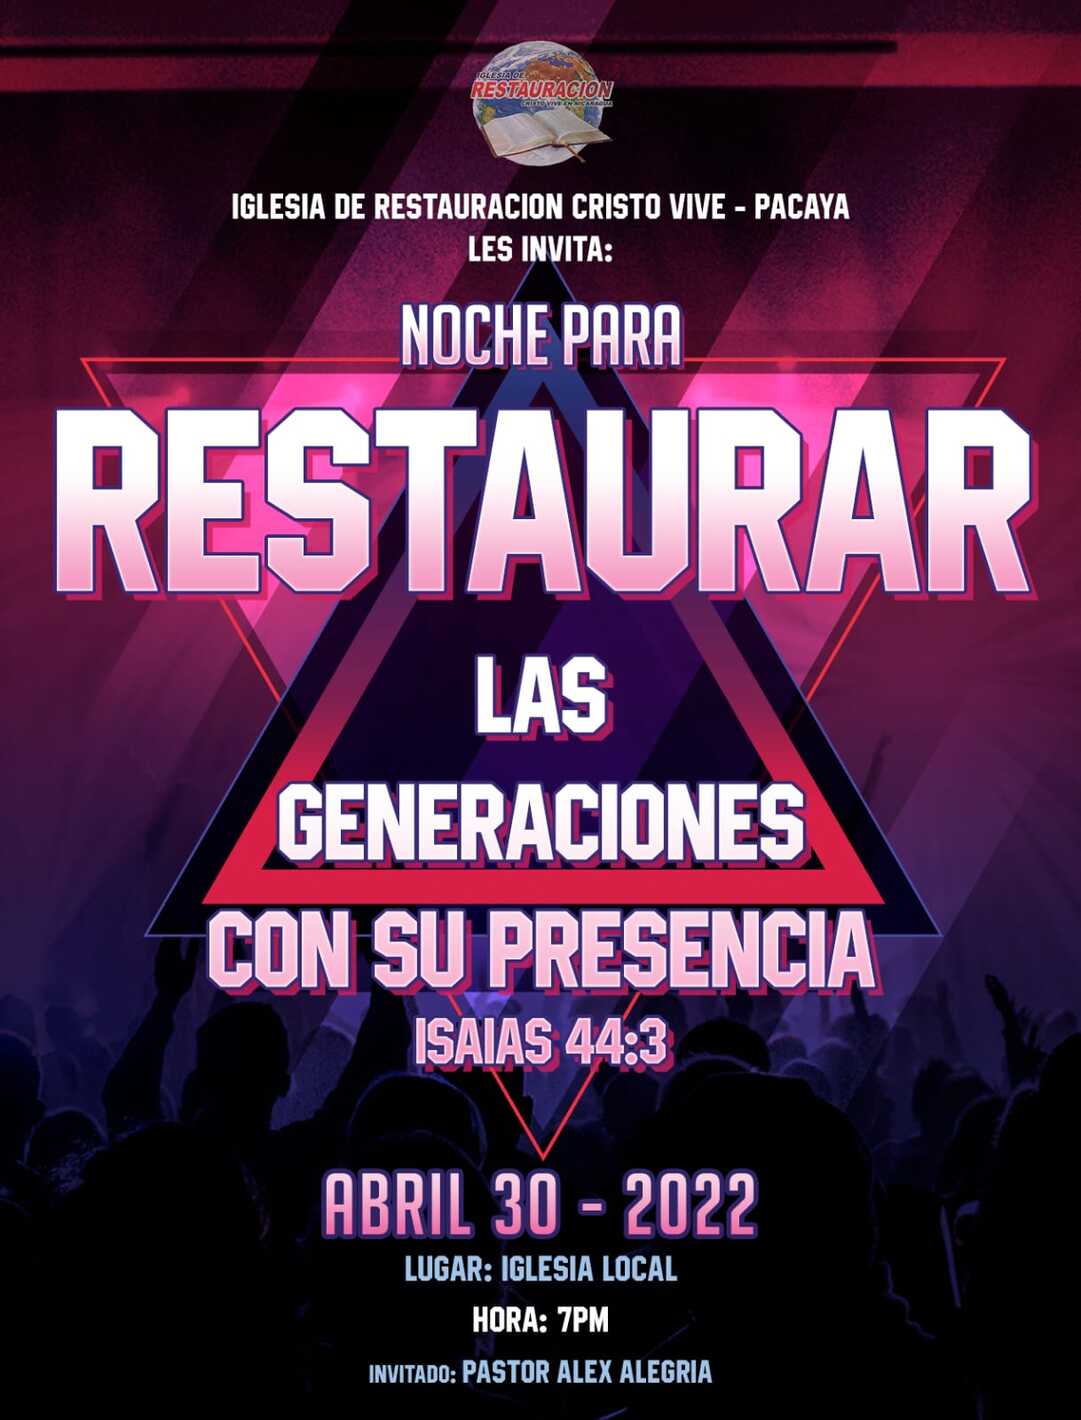 IGLESIA DE
RESTAURACION
CRISTO VIVE EN NICARAGUA
IGLESIA DE RESTAURACION CRISTO VIVE - PACAYA
LES INVITA:
NOCHE PARA
RESTAURAR
LAS
GENERACIONES
CON SU PRESENCIA
ISAIAS 44:3
ABRIL 30 - 2022
LUGAR: IGLESIA LOCAL
HORA: 7PM
INVITADO: PASTOR ALEX ALEGRIA